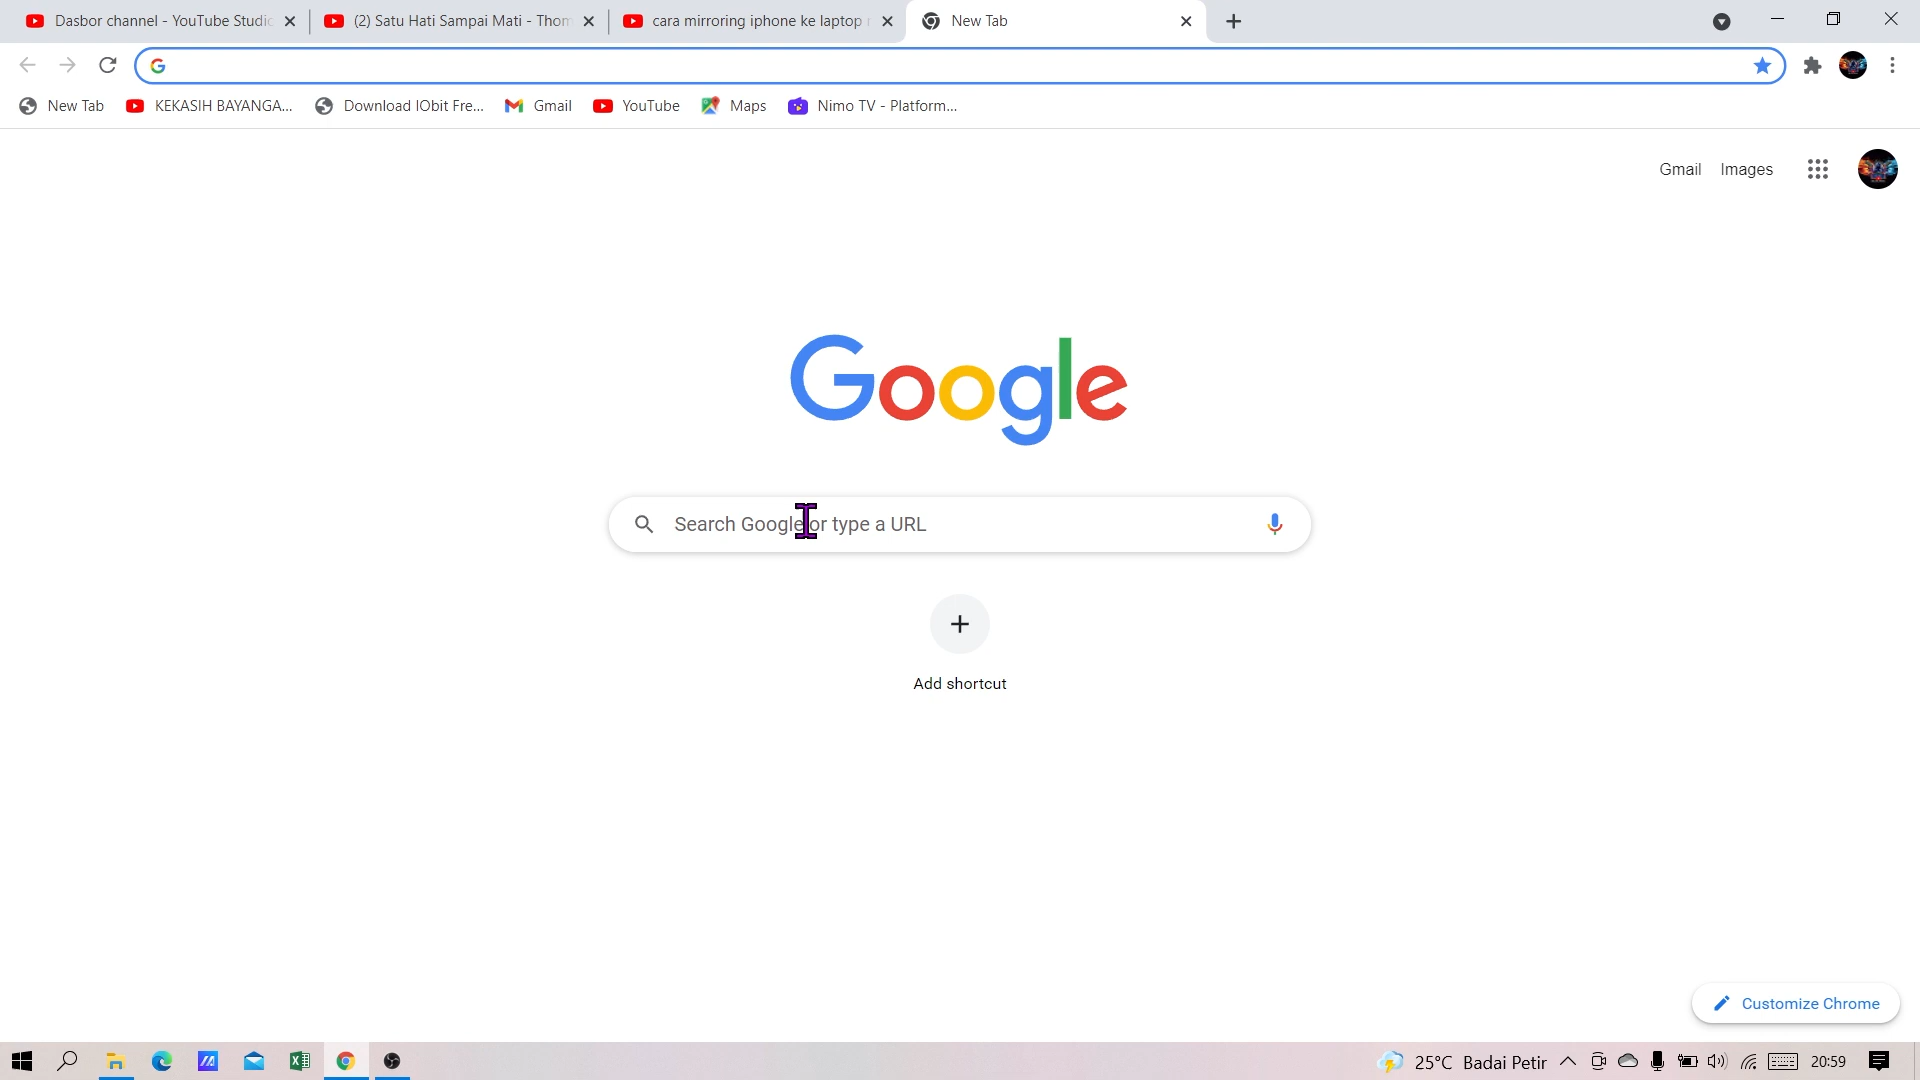 Dasbor channel - YouTube Studio
(2) Satu Hati Sampai Mati - Thom
cara mirroring iphone ke laptop
New Tab
New Tab
KEKASIH BAYANGA...
Download IObit Fre...
Gmail
YouTube
Maps
Nimo TV - Platform...
Gmail
Images
Google
Search Google or type a URL
Add shortcut
Customize Chrome
25°C Badai Petir
20:59